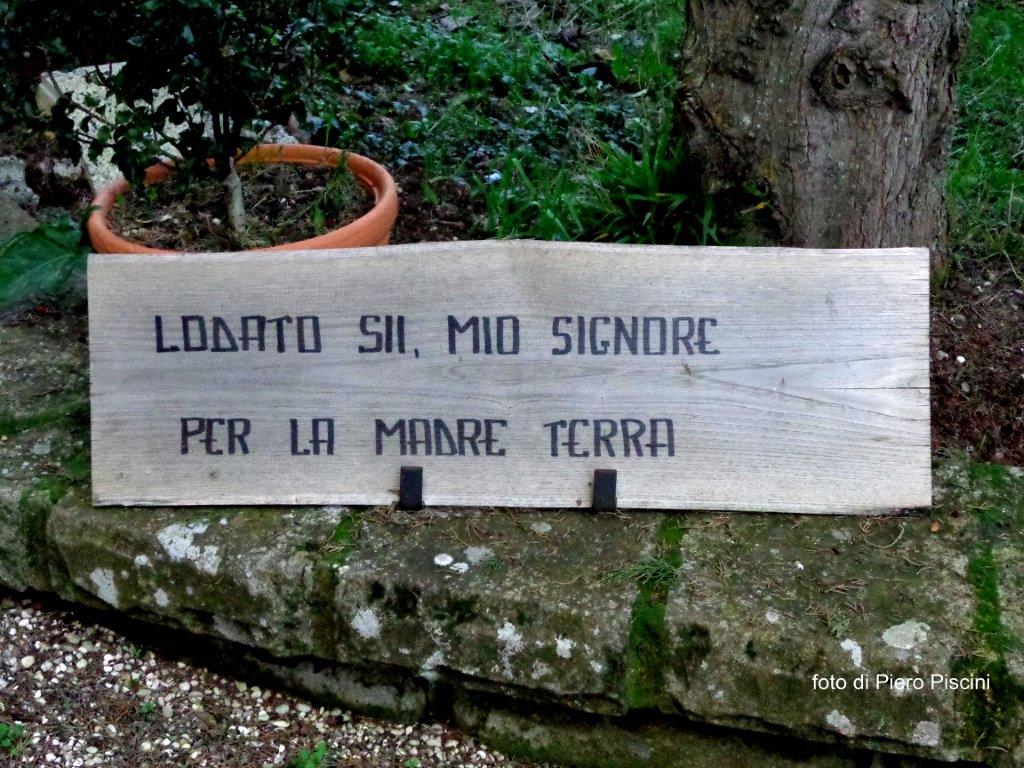 LODATO SII, MIO SIGNORE
PER LA MADRE TERRA
foto di Piero Piscini